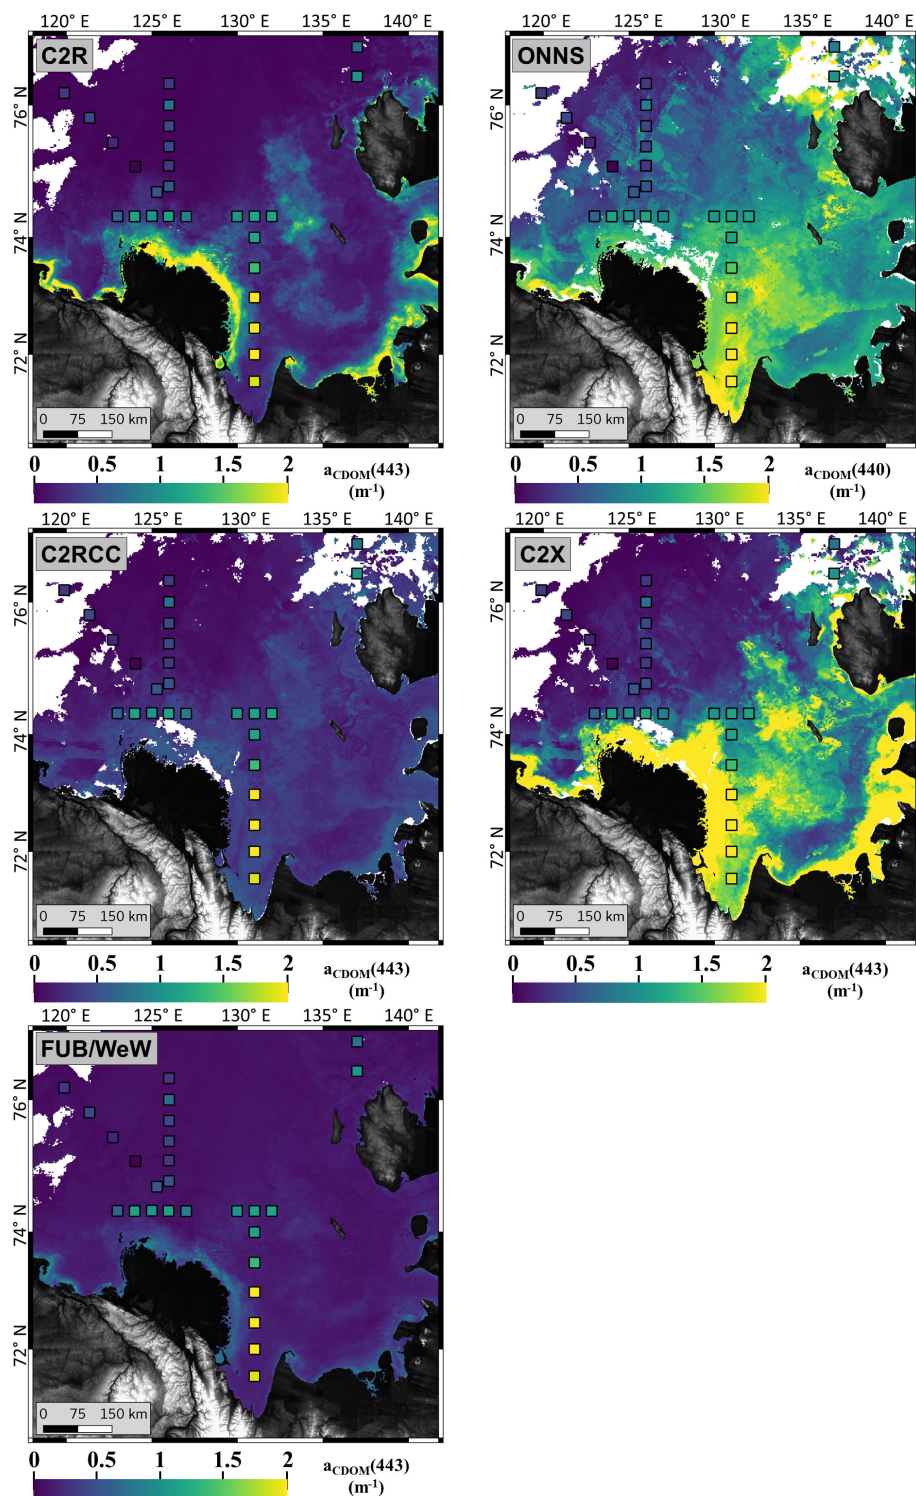 120° E 125° E 130° E 135° E 140° E
C2R
76° N
74° N
72° N
0 75 150 km
0 0.5 1 1.5 2
aCDOM(443)
(m-1)
120° E 125° E 130° E 135° E 140° E
ONNS
76° N
74° N
72° N
0 75 150 km
0 0.5 1 1.5 2
aCDOM(440)
(m-1)
120° E 125° E 130° E 135° E 140° E
C2RCC
76° N
74° N
72° N
0 75 150 km
0 0.5 1 1.5 2
aCDOM(443)
(m-1)
120° E 125° E 130° E 135° E 140° E
C2X
76° N
74° N
72° N
0 75 150 km
0 0.5 1 1.5 2
aCDOM(443)
(m-1)
120° E 125° E 130° E 135° E 140° E
FUB/WeW
76° N
74° N
72° N
0 75 150 km
0 0.5 1 1.5 2
aCDOM(443)
(m-1)